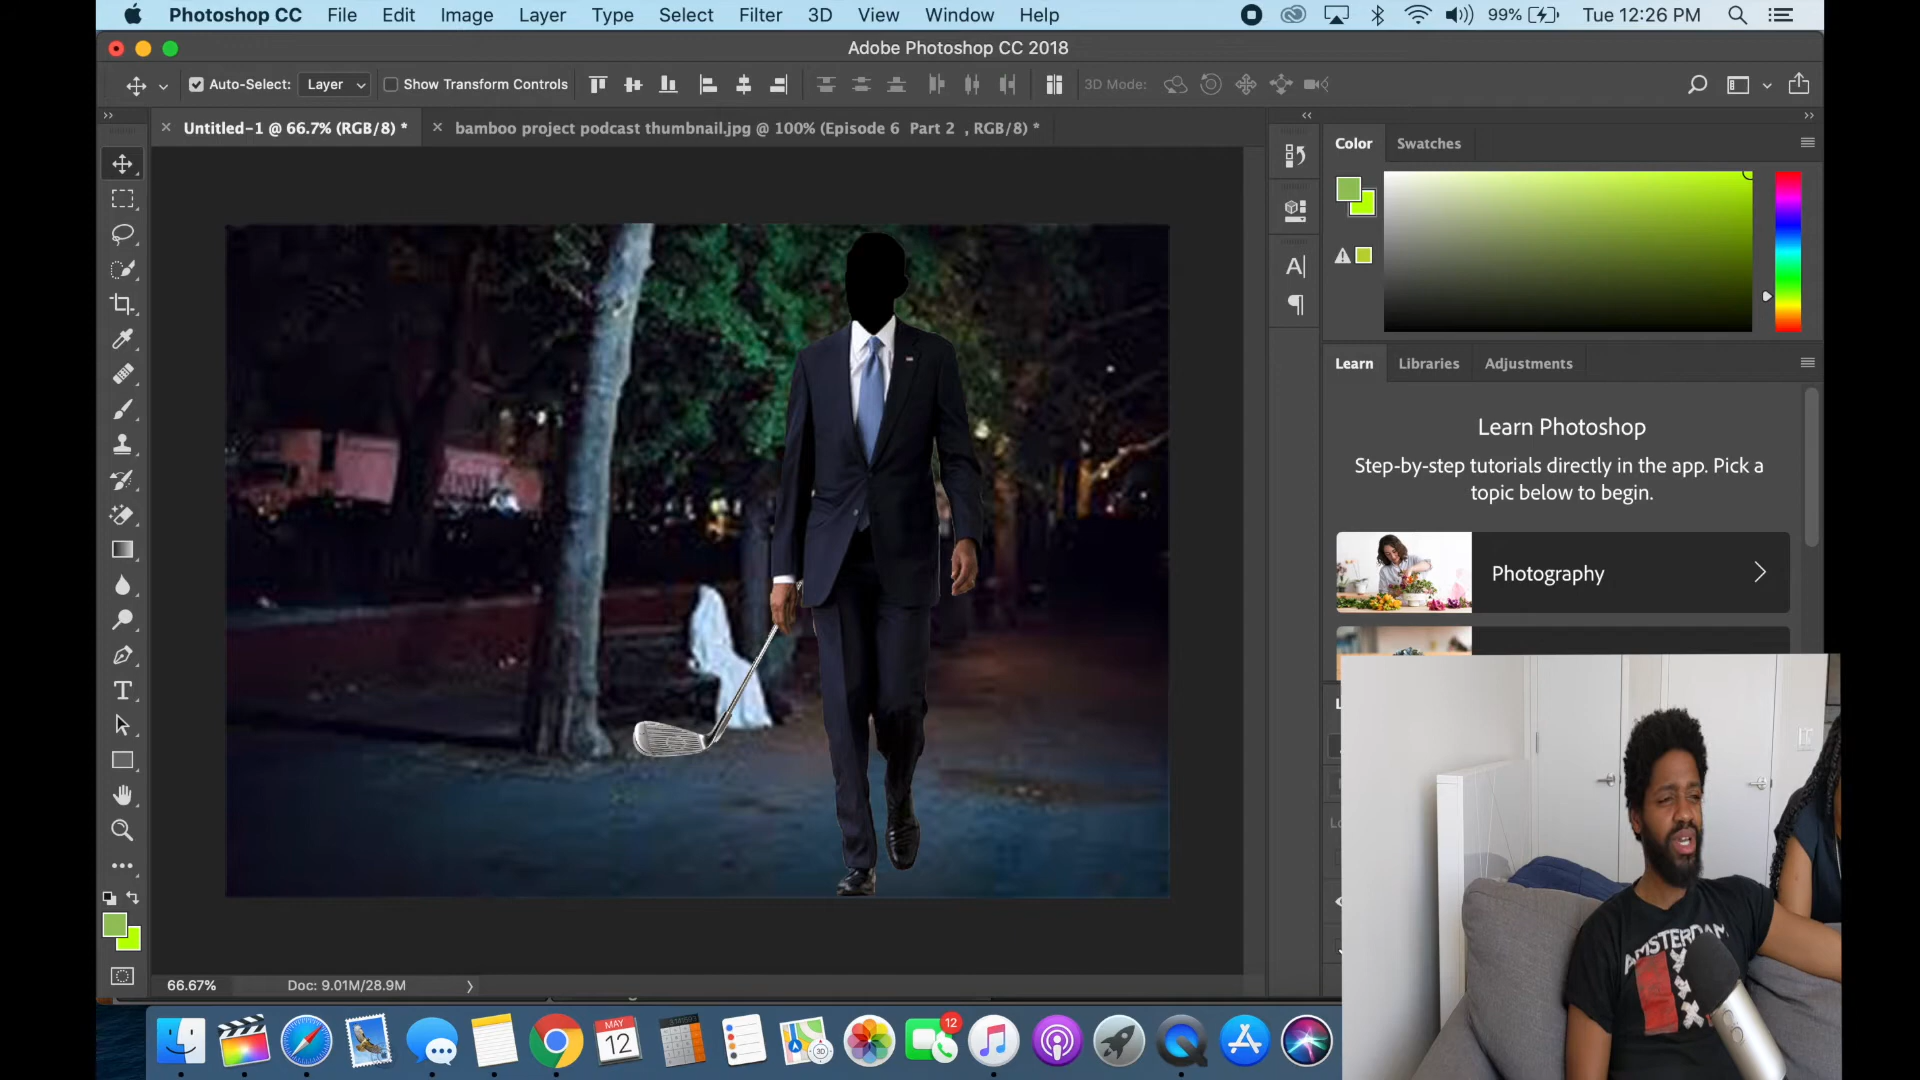 Photoshop CC File Edit Image Layer Type Select Filter 3D View Window Help 99% Tue 12:26 PM
Adobe Photoshop CC 2018
Auto-Select: Layer Show Transform Controls 3D Mode:
Untitled-1 @ 66.7% (RGB/8) * bamboo project podcast thumbnail.jpg @ 100% (Episode 6 Part 2 , RGB/8) *
Color Swatches
Learn Libraries Adjustments
Learn Photoshop
Step-by-step tutorials directly in the app. Pick a
topic below to begin.
Photography
AMSTERDAM
66.67% Doc: 9.01M/28.9M
MAY
12
12
3D